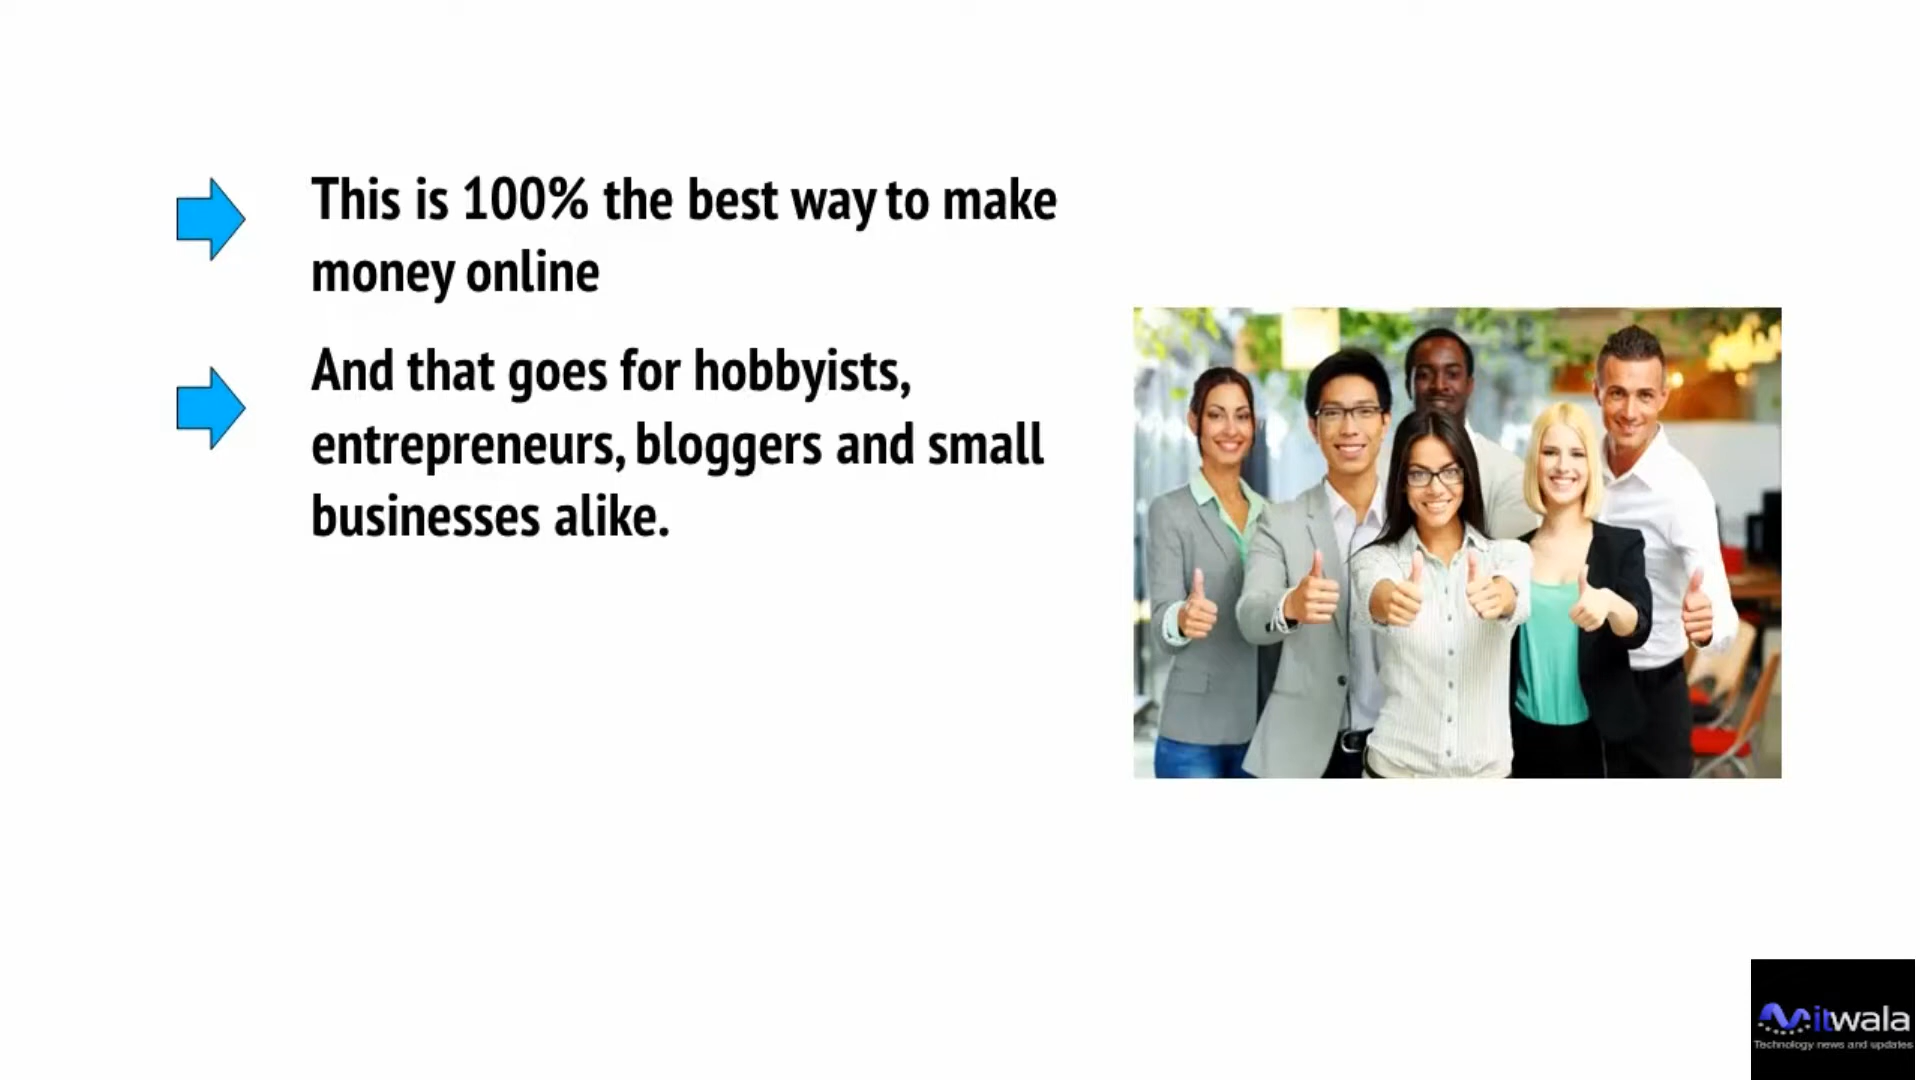 This is 100% the best way to make
money online
And that goes for hobbyists,
entrepreneurs, bloggers and small
businesses alike.
itwala
Technology news and updates